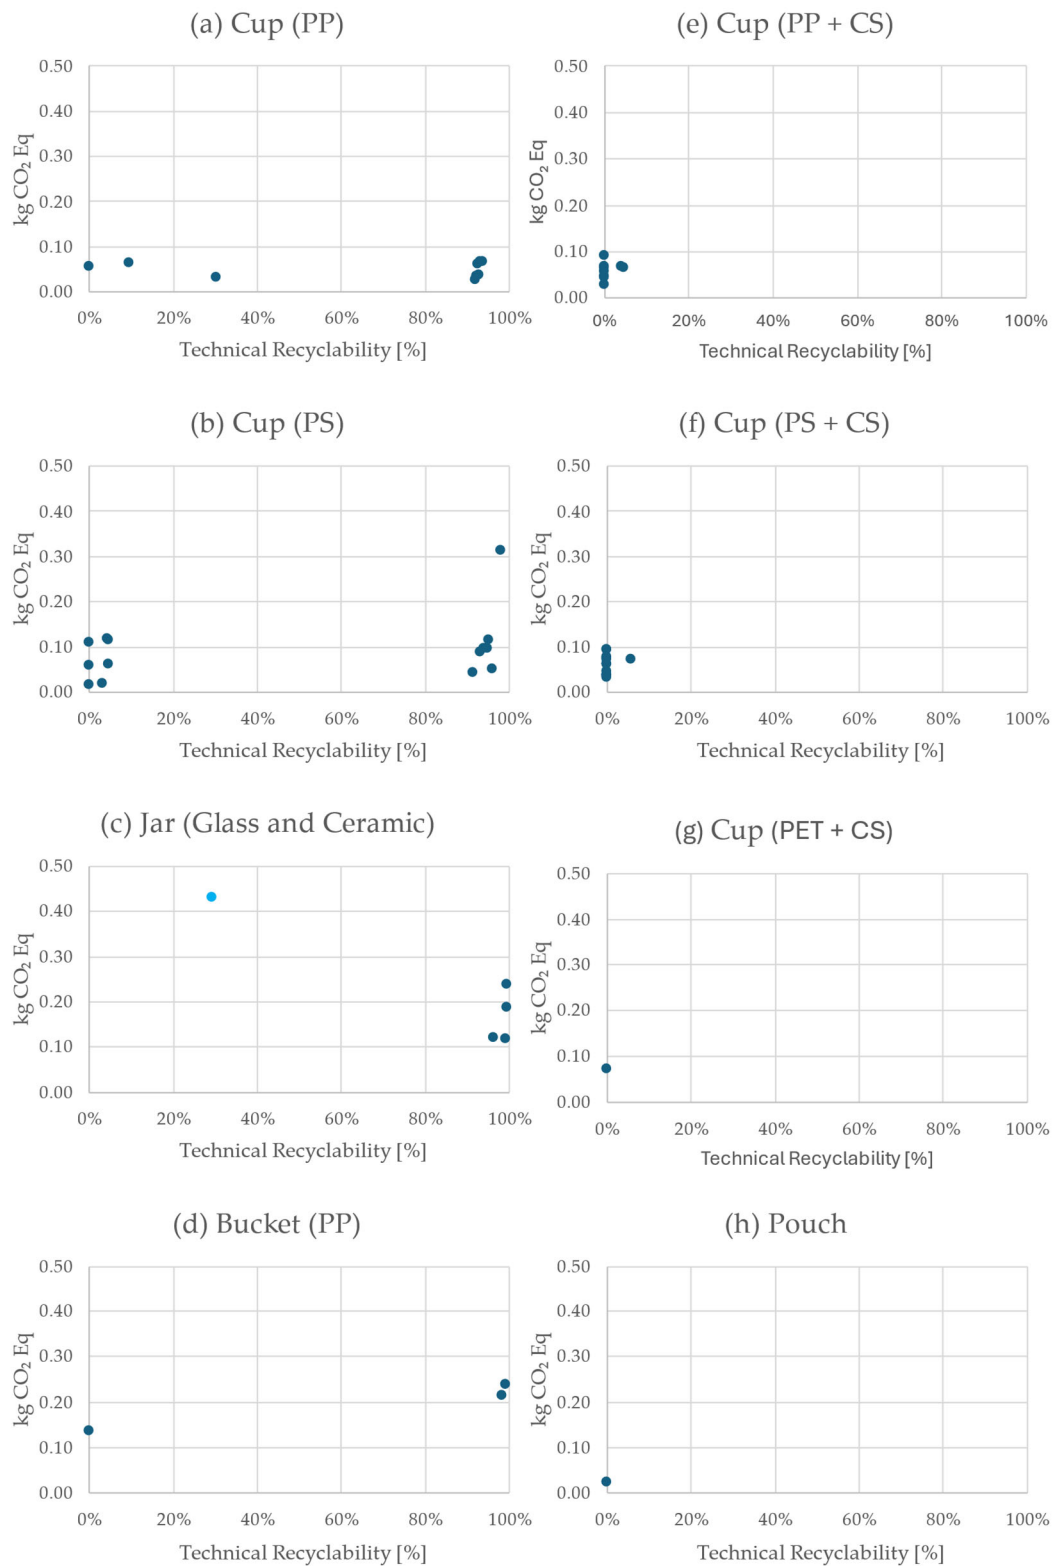 (a) Cup (PP)
0.50
0.40
0.30
0.20
0.10
0.00
kg CO₂ Eq
0% 20% 40% 60% 80% 100%
Technical Recyclability [%]
(e) Cup (PP + CS)
0.50
0.40
0.30
0.20
0.10
0.00
kg CO₂ Eq
0% 20% 40% 60% 80% 100%
Technical Recyclability [%]
(b) Cup (PS)
0.50
0.40
0.30
0.20
0.10
0.00
kg CO₂ Eq
0% 20% 40% 60% 80% 100%
Technical Recyclability [%]
(f) Cup (PS + CS)
0.50
0.40
0.30
0.20
0.10
0.00
kg CO₂ Eq
0% 20% 40% 60% 80% 100%
Technical Recyclability [%]
(c) Jar (Glass and Ceramic)
0.50
0.40
0.30
0.20
0.10
0.00
kg CO₂ Eq
0% 20% 40% 60% 80% 100%
Technical Recyclability [%]
(g) Cup (PET + CS)
0.50
0.40
0.30
0.20
0.10
0.00
kg CO₂ Eq
0% 20% 40% 60% 80% 100%
Technical Recyclability [%]
(d) Bucket (PP)
0.50
0.40
0.30
0.20
0.10
0.00
kg CO₂ Eq
0% 20% 40% 60% 80% 100%
Technical Recyclability [%]
(h) Pouch
0.50
0.40
0.30
0.20
0.10
0.00
kg CO₂ Eq
0% 20% 40% 60% 80% 100%
Technical Recyclability [%]